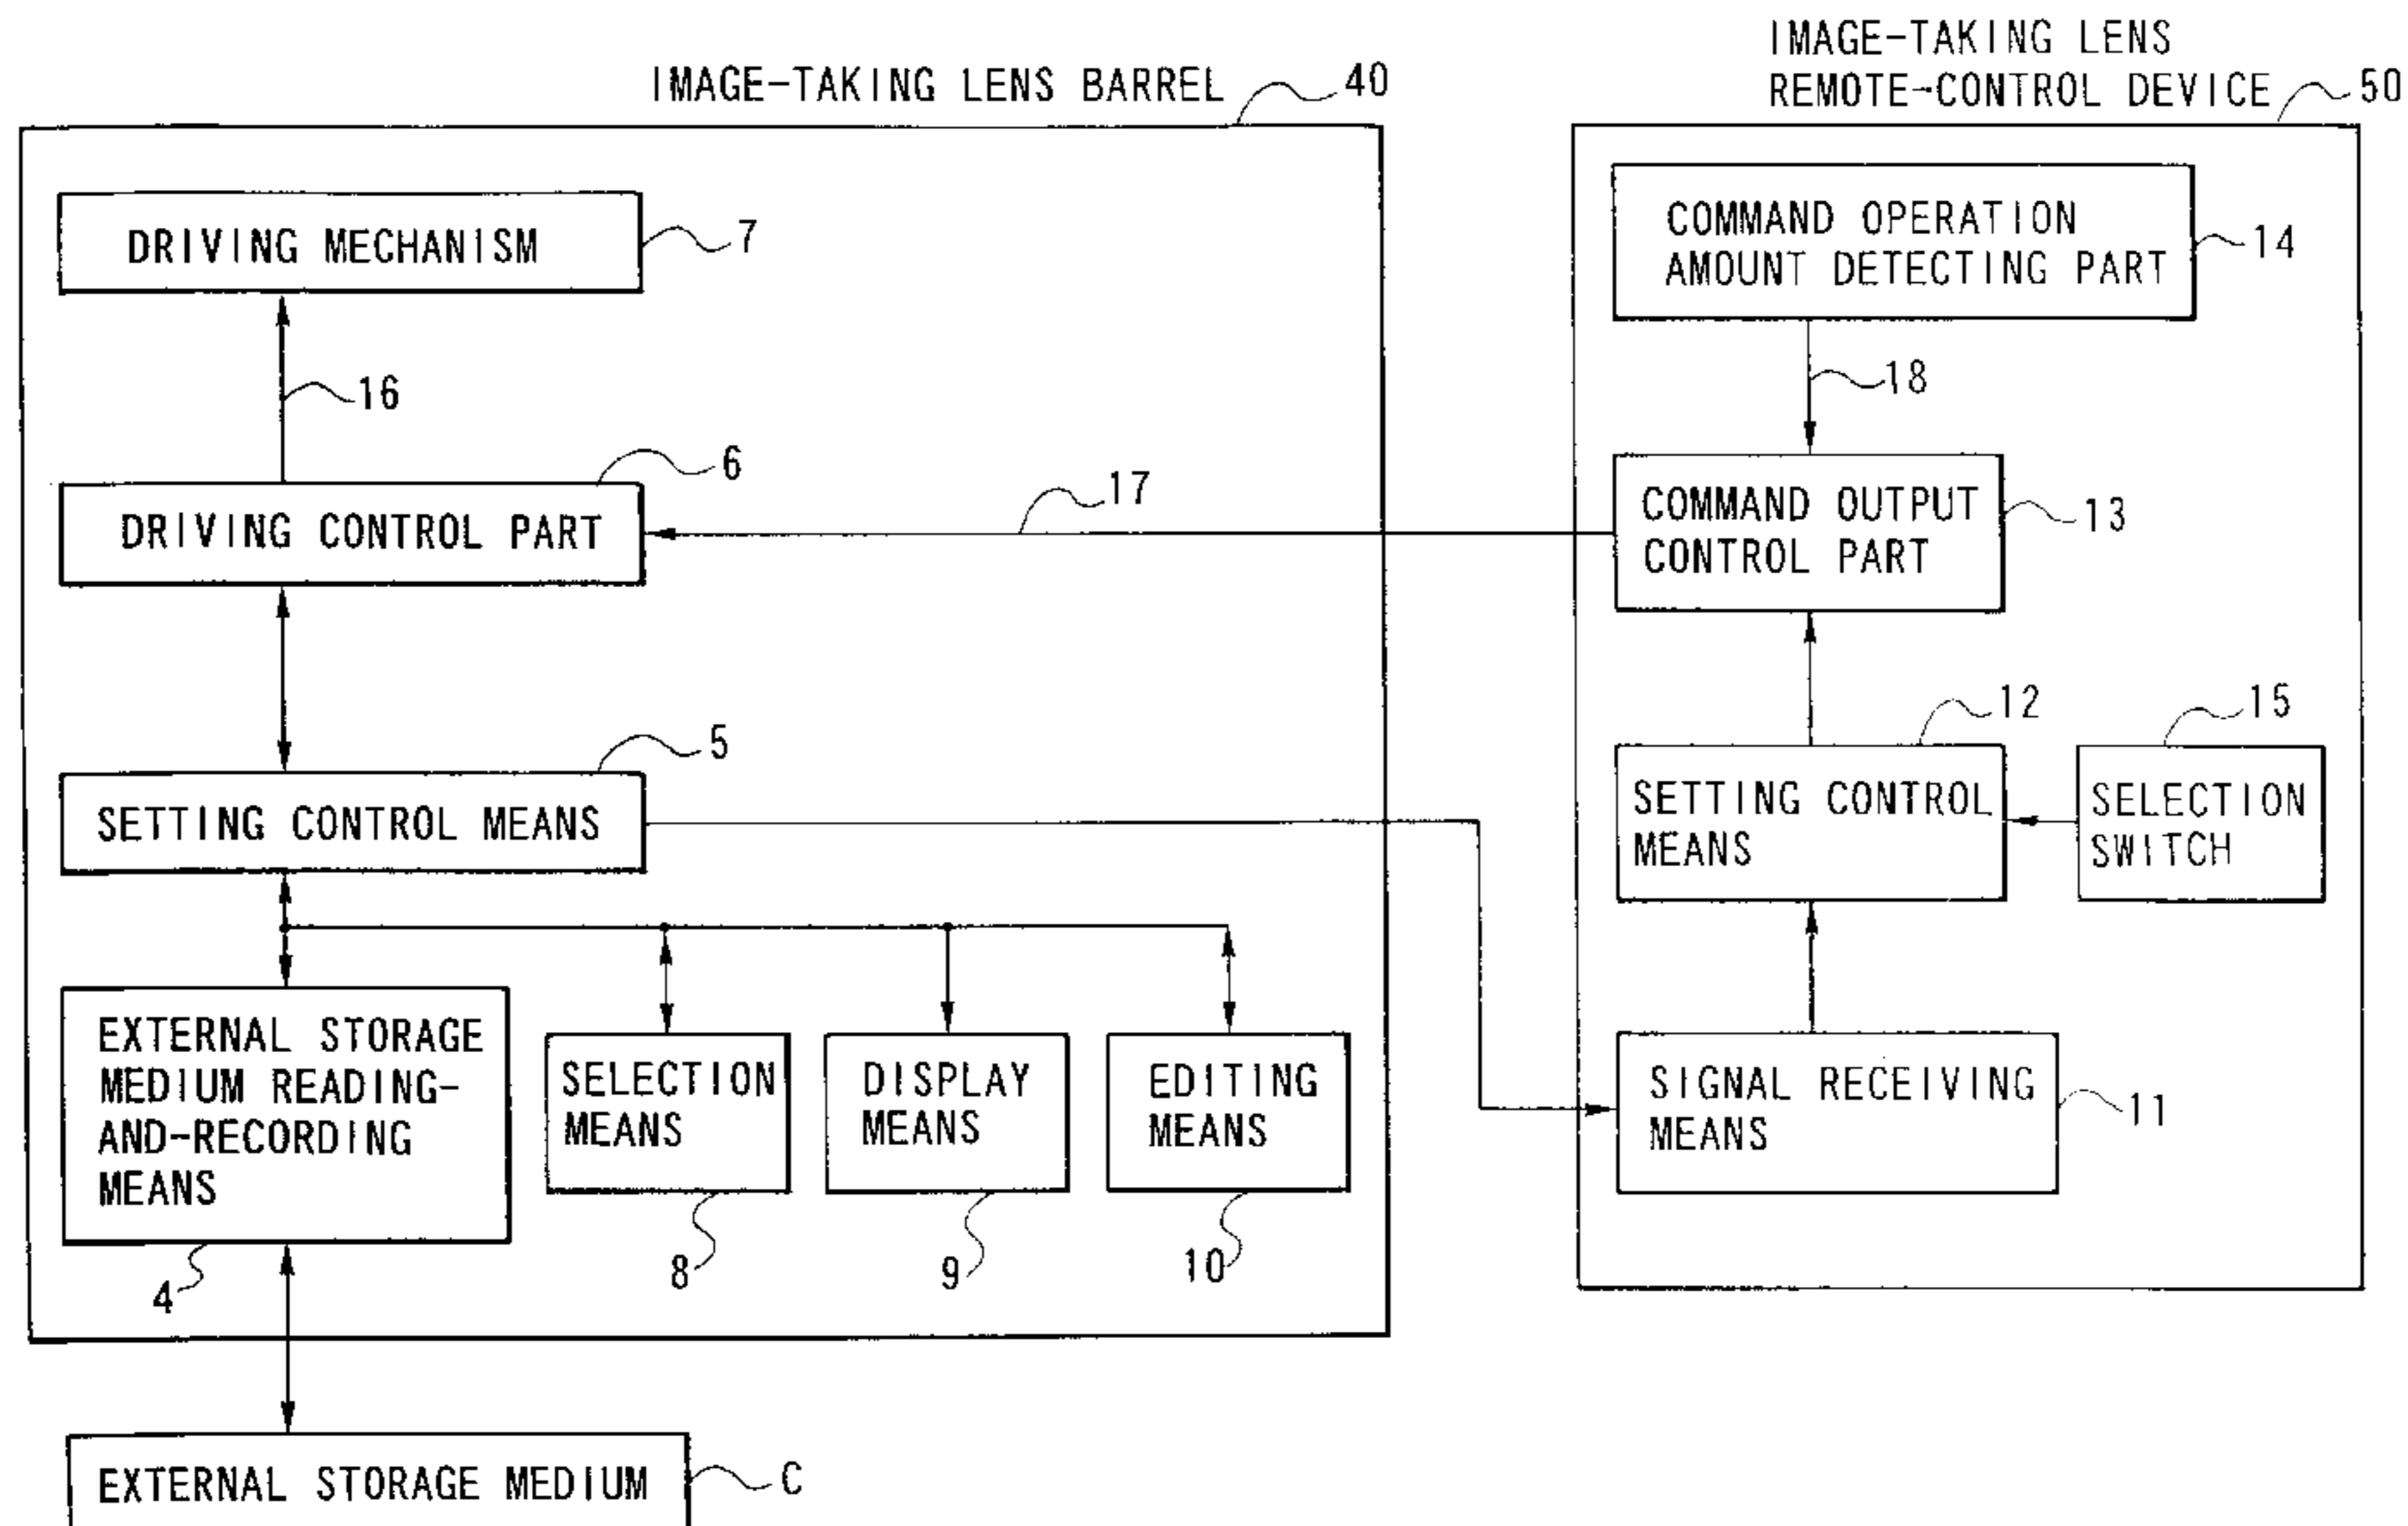 IMAGE-TAKING LENS BARREL 40
IMAGE-TAKING LENS
REMOTE-CONTROL DEVICE 50
DRIVING MECHANISM 7
16
DRIVING CONTROL PART 6
17
SETTING CONTROL MEANS 5
EXTERNAL STORAGE
MEDIUM READING-
AND-RECORDING
MEANS
4
SELECTION
MEANS
8
DISPLAY
MEANS
9
EDITING
MEANS
10
EXTERNAL STORAGE MEDIUM C
COMMAND OPERATION
AMOUNT DETECTING PART
14
18
COMMAND OUTPUT
CONTROL PART
13
12
SETTING CONTROL
MEANS
15
SELECTION
SWITCH
SIGNAL RECEIVING
MEANS
11